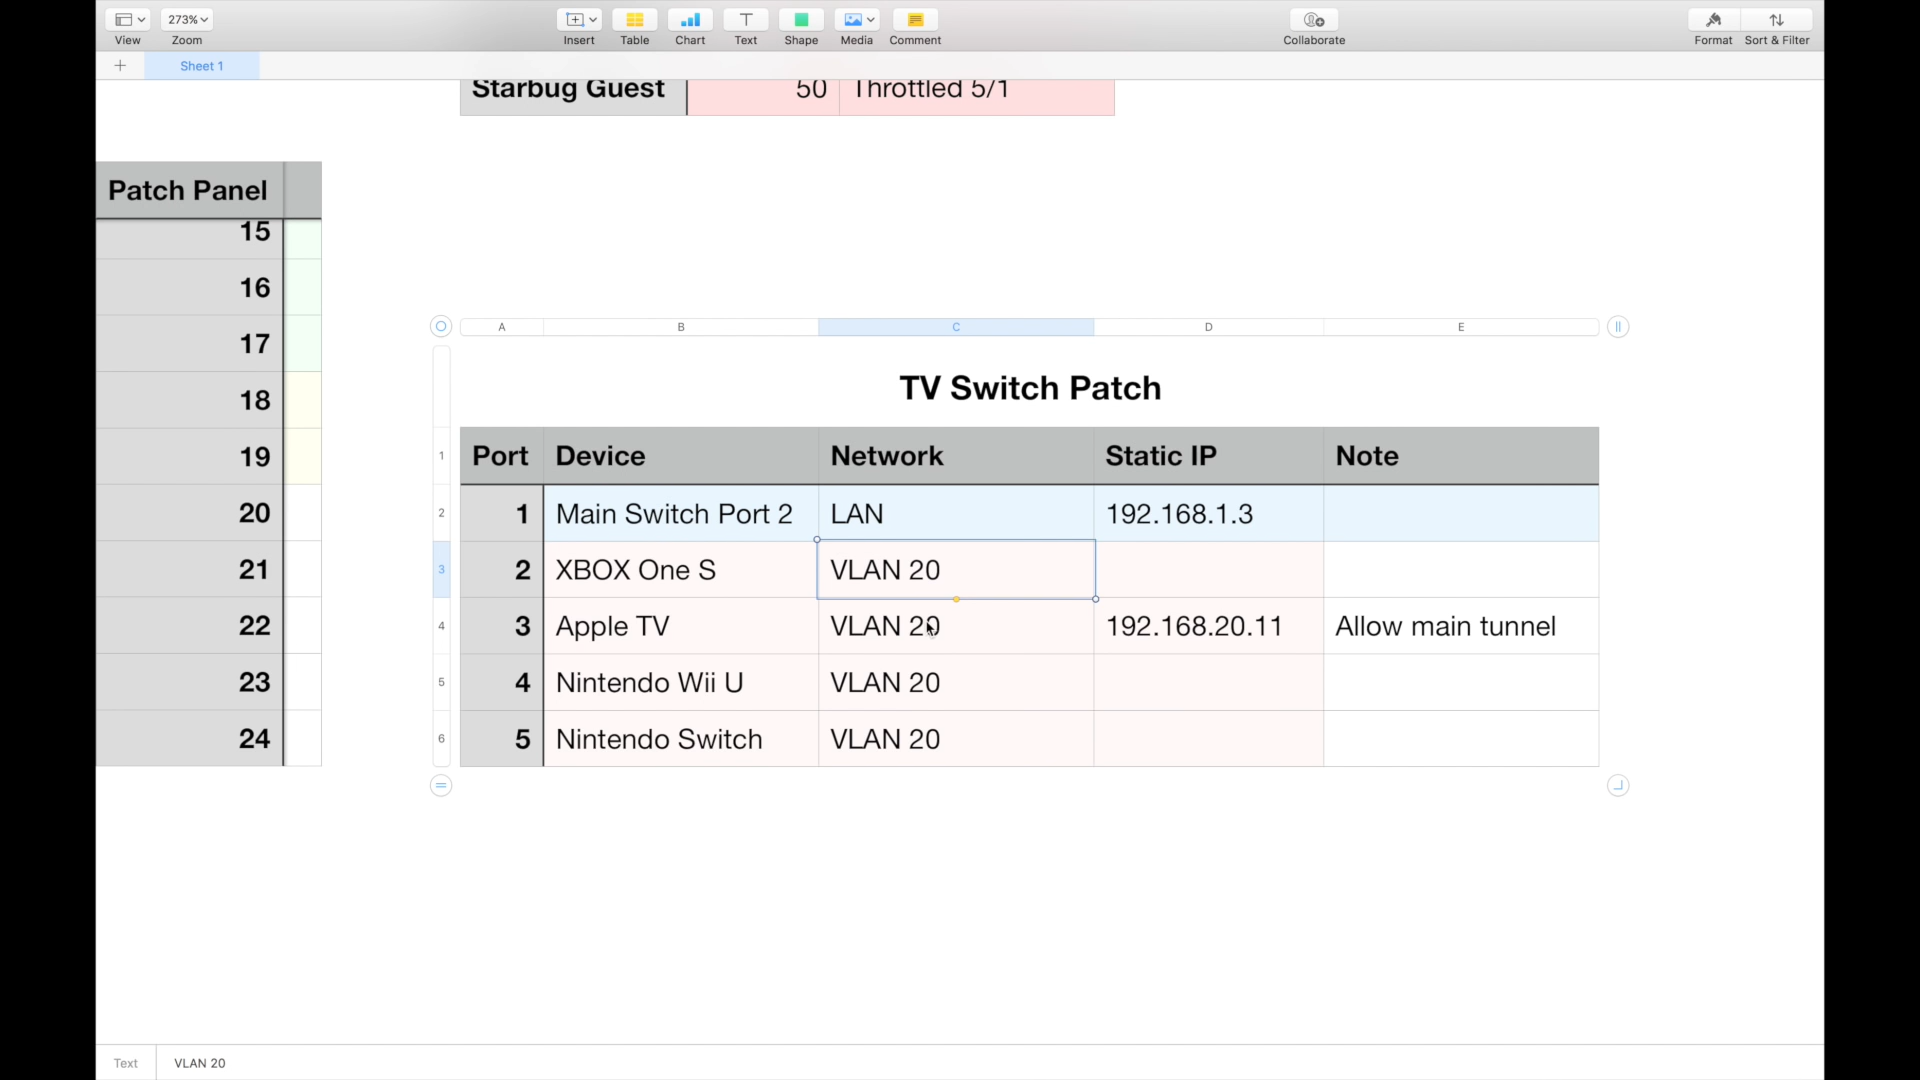 273%
View
Zoom
Insert
Table
Chart
Text
Shape
Media
Comment
Collaborate
Format
Sort & Filter
Sheet 1
Starbug Guest 50 Throttled 5/1
Patch Panel
15
16
17
18
19
20
21
22
23
24
A B C D E
TV Switch Patch
1 Port Device Network Static IP Note
2 1 Main Switch Port 2 LAN 192.168.1.3
3 2 XBOX One S VLAN 20
4 3 Apple TV VLAN 20 192.168.20.11 Allow main tunnel
5 4 Nintendo Wii U VLAN 20
6 5 Nintendo Switch VLAN 20
Text VLAN 20